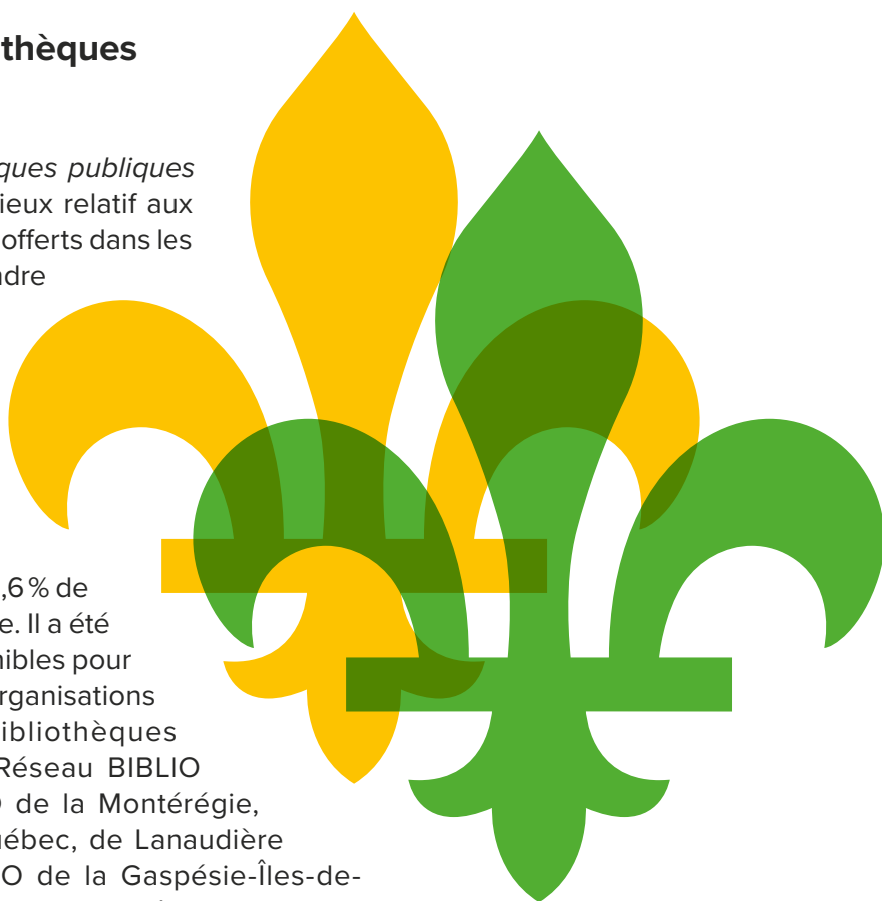 thèques
ques publiques
ieux relatif aux
offerts dans les
ndre
,6 % de
e. Il a été
nibles pour
rganisations
ibliothèques
Réseau BIBLIO
de la Montérégie,
uébec, de Lanaudière
O de la Gaspésie-Îles-de-